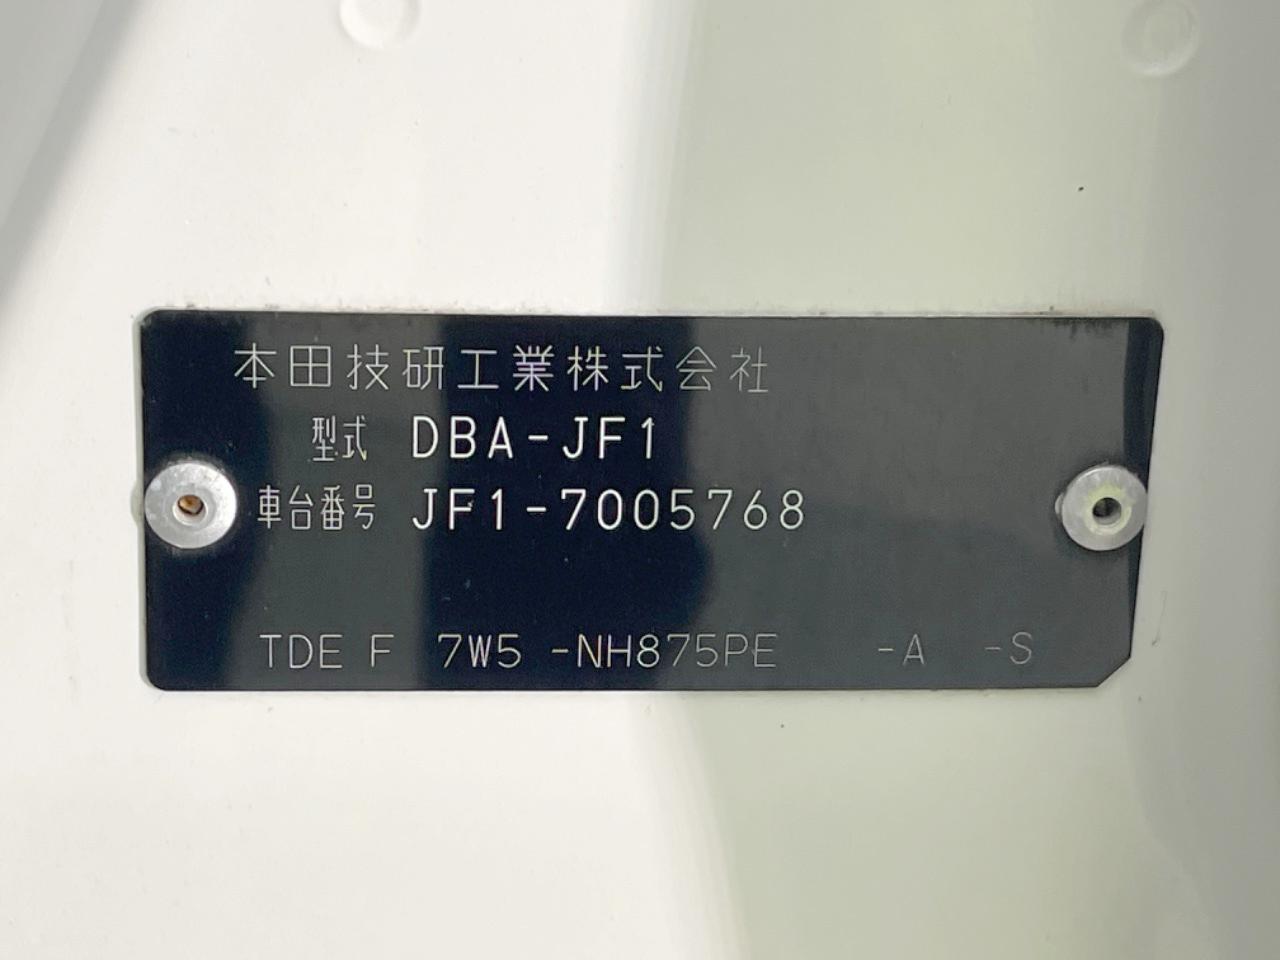 本田技研工業株式会社
型式 DBA-JF1
車台番号 JF1-7005768
TDE F 7W5 -NH875PE -A -S